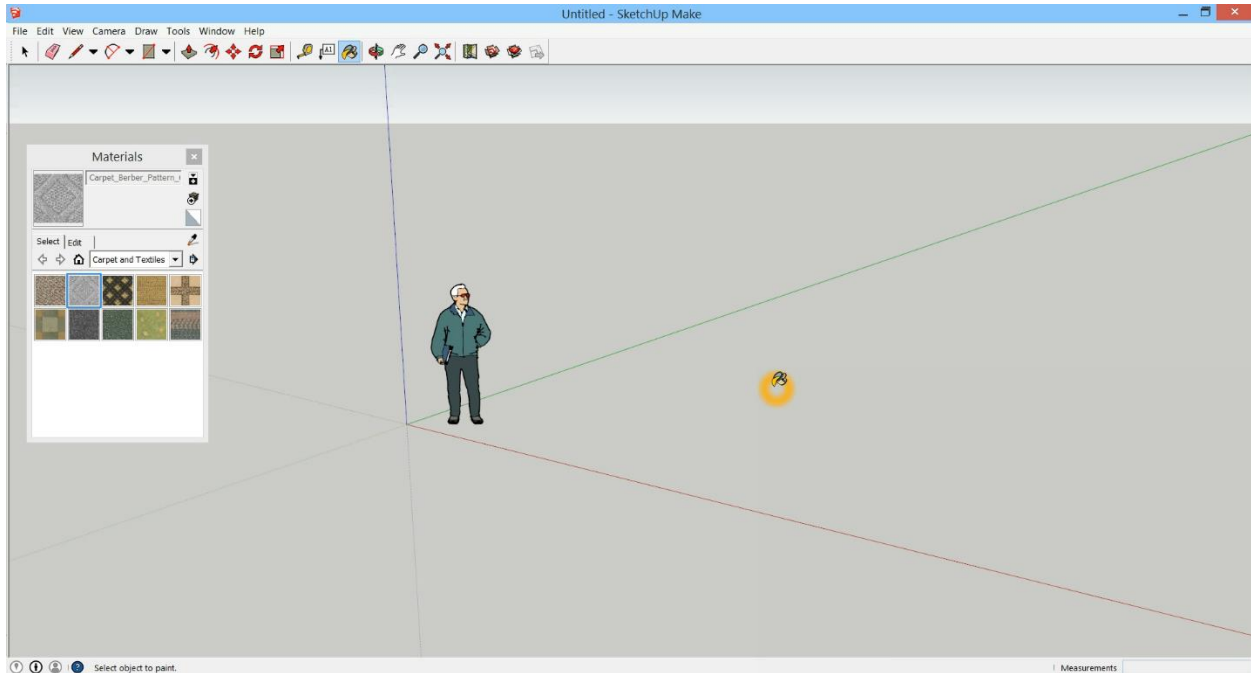 Untitled - SketchUp Make
File Edit View Camera Draw Tools Window Help
A1
Materials
Carpet_Berber_Pattern_
Select Edit
Carpet and Textiles
Select object to paint.
Measurements